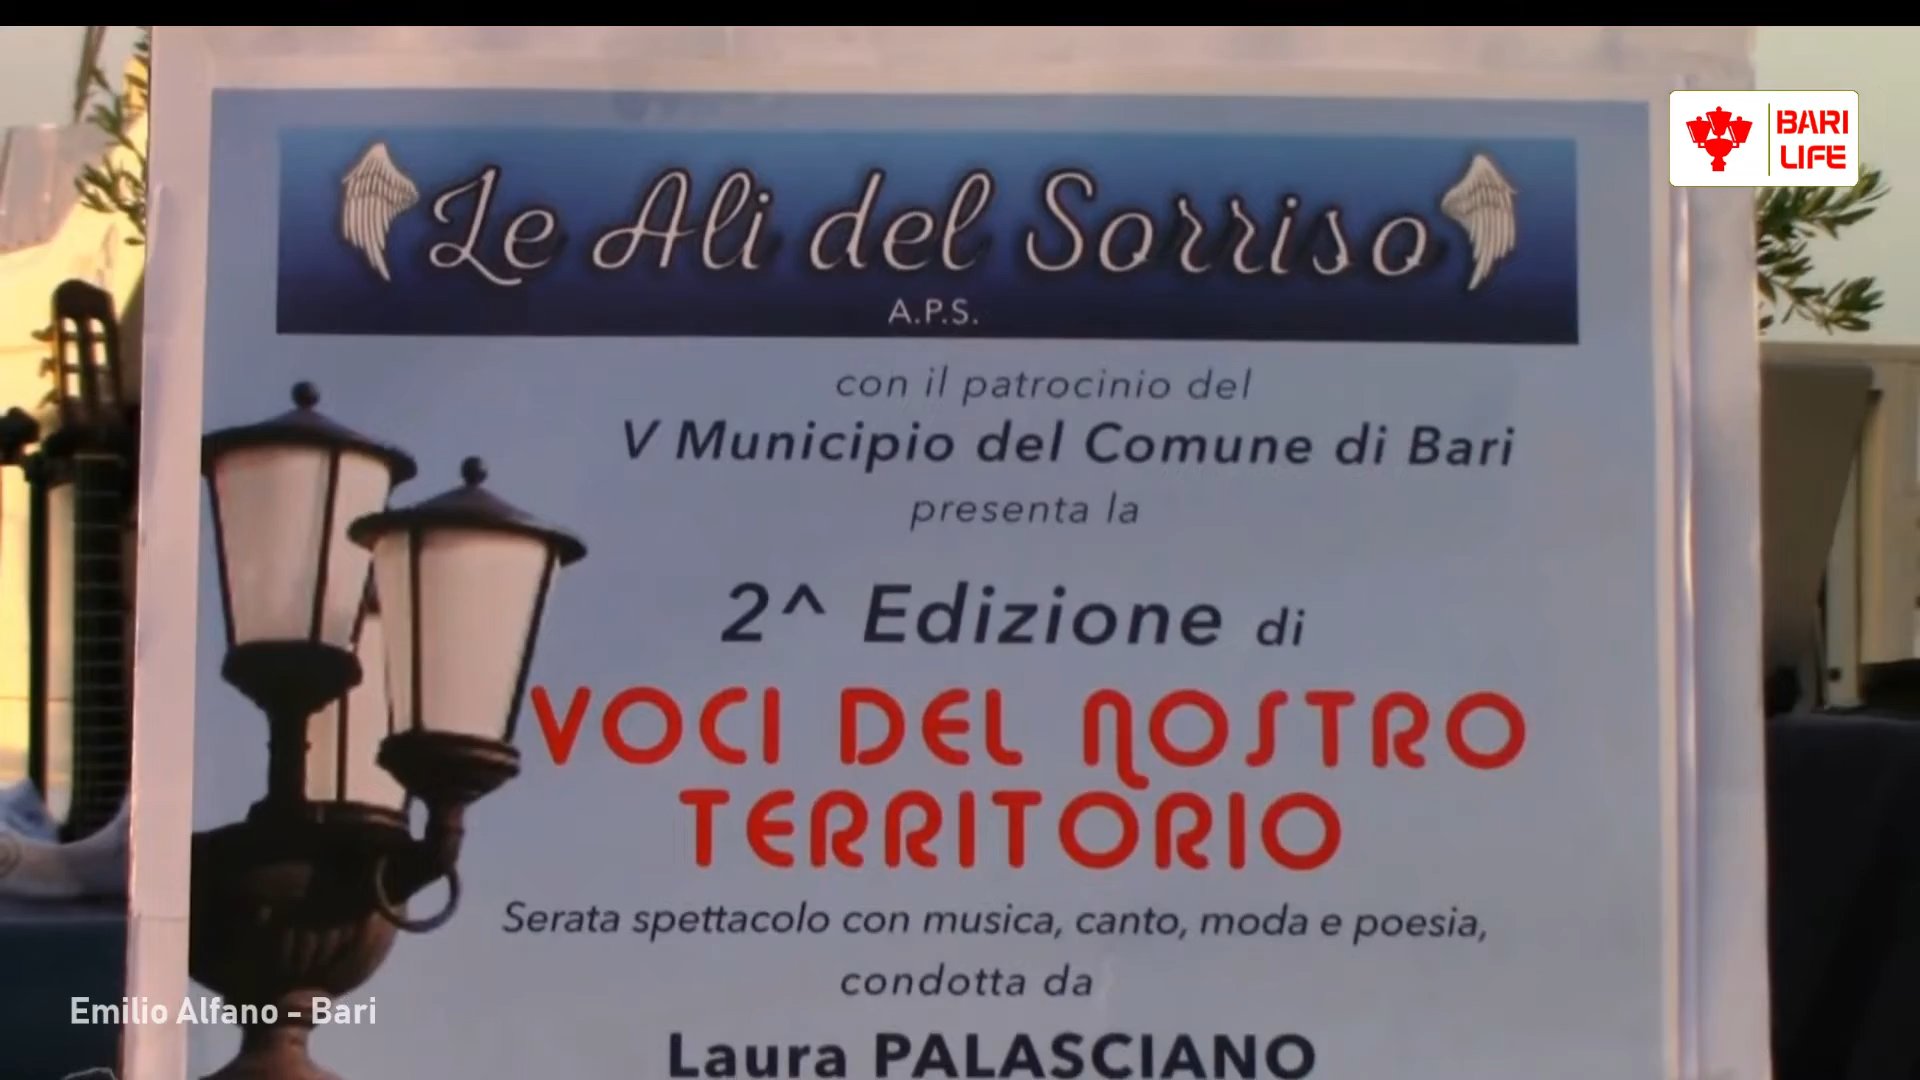 BARI
LIFE
Le Ali del Sorriso
A.P.S.
con il patrocinio del
V Municipio del Comune di Bari
presenta la
2^ Edizione di
VOCI DEL NOSTRO
TERRITORIO
Serata spettacolo con musica, canto, moda e poesia,
condotta da
Laura PALASCIANO
Emilio Alfano - Bari